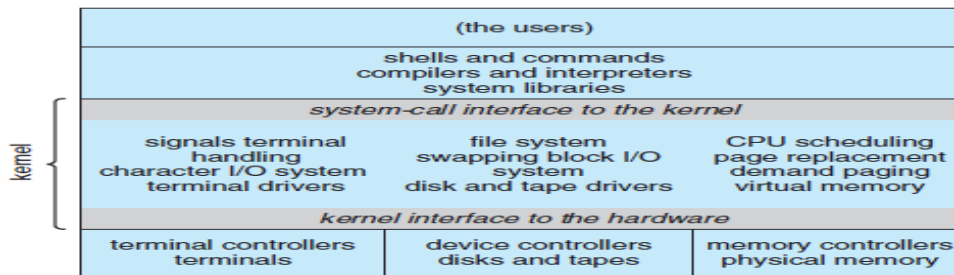 (the users)
shells and commands
compilers and interpreters
system libraries
kernel
system-call interface to the kernel
signals terminal
handling
character I/O system
terminal drivers
file system
swapping block I/O
system
disk and tape drivers
CPU scheduling
page replacement
demand paging
virtual memory
kernel interface to the hardware
terminal controllers
terminals
device controllers
disks and tapes
memory controllers
physical memory